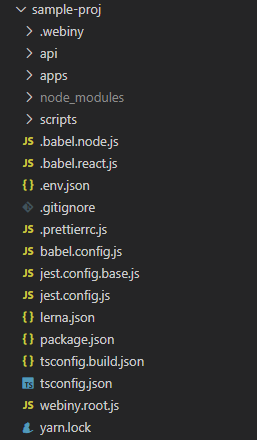 sample-proj
.webiny
api
apps
node_modules
scripts
JS .babel.node.js
JS .babel.react.js
{} .env.json
.gitignore
JS .prettierrc.js
JS babel.config.js
JS jest.config.base.js
JS jest.config.js
{} lerna.json
{} package.json
{} tsconfig.build.json
TS tsconfig.json
JS webiny.root.js
yarn.lock